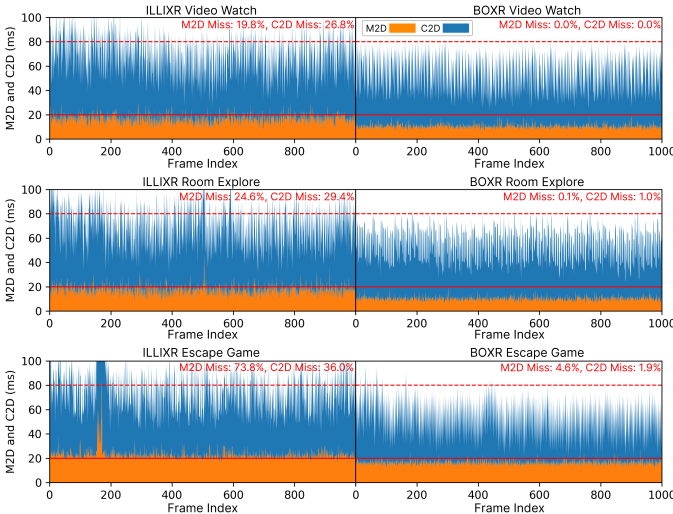 ILLIXR Video Watch
BOXR Video Watch
M2D Miss: 19.8%, C2D Miss: 26.8%
M2D Miss: 0.0%, C2D Miss: 0.0%
M2D C2D
M2D and C2D (ms)
100
80
60
40
20
0
0 200 400 600 800 1000
0 200 400 600 800 1000
Frame Index
Frame Index
ILLIXR Room Explore
BOXR Room Explore
M2D Miss: 24.6%, C2D Miss: 29.4%
M2D Miss: 0.1%, C2D Miss: 1.0%
M2D and C2D (ms)
100
80
60
40
20
0
0 200 400 600 800 1000
0 200 400 600 800 1000
Frame Index
Frame Index
ILLIXR Escape Game
BOXR Escape Game
M2D Miss: 73.8%, C2D Miss: 36.0%
M2D Miss: 4.6%, C2D Miss: 1.9%
M2D and C2D (ms)
100
80
60
40
20
0
0 200 400 600 800 1000
0 200 400 600 800 1000
Frame Index
Frame Index